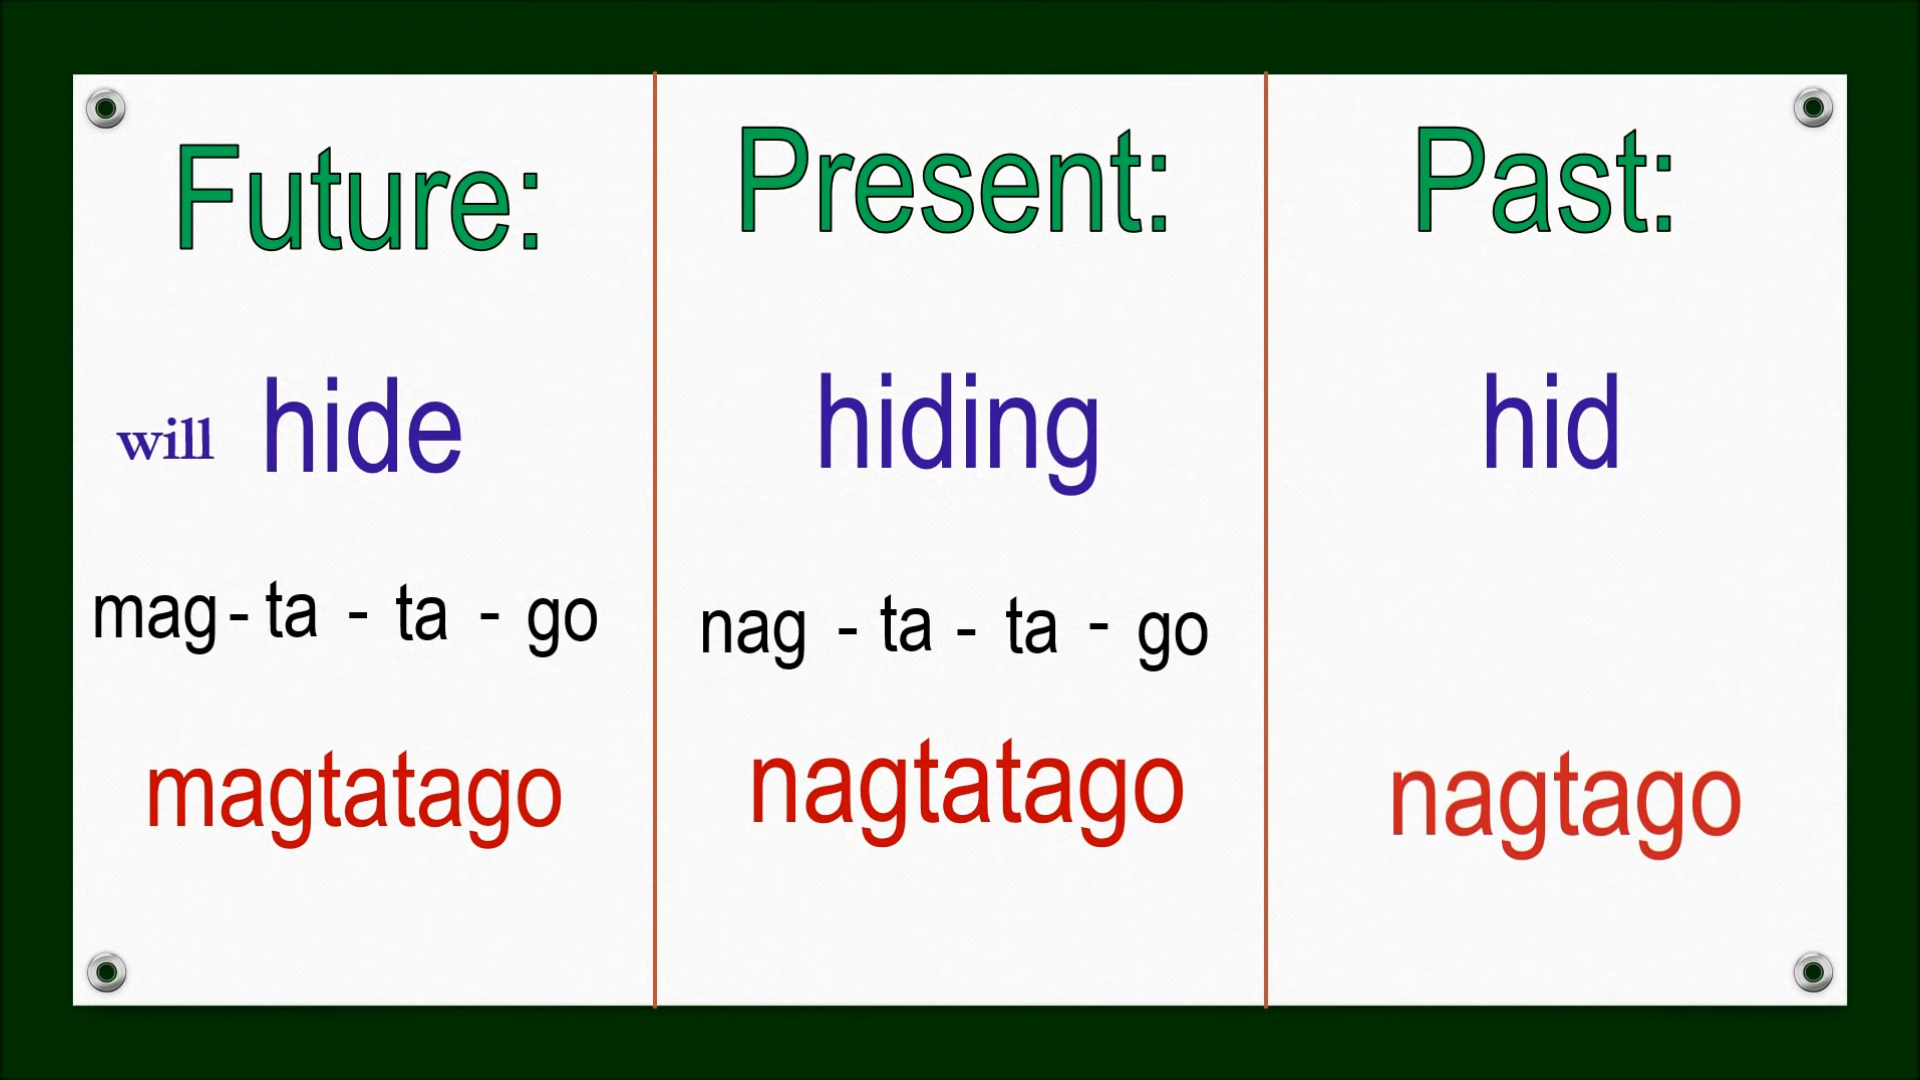 Future:
will hide
mag - ta - ta - go
magtatago
Present:
hiding
nag - ta - ta - go
nagtatago
Past:
hid
nagtago